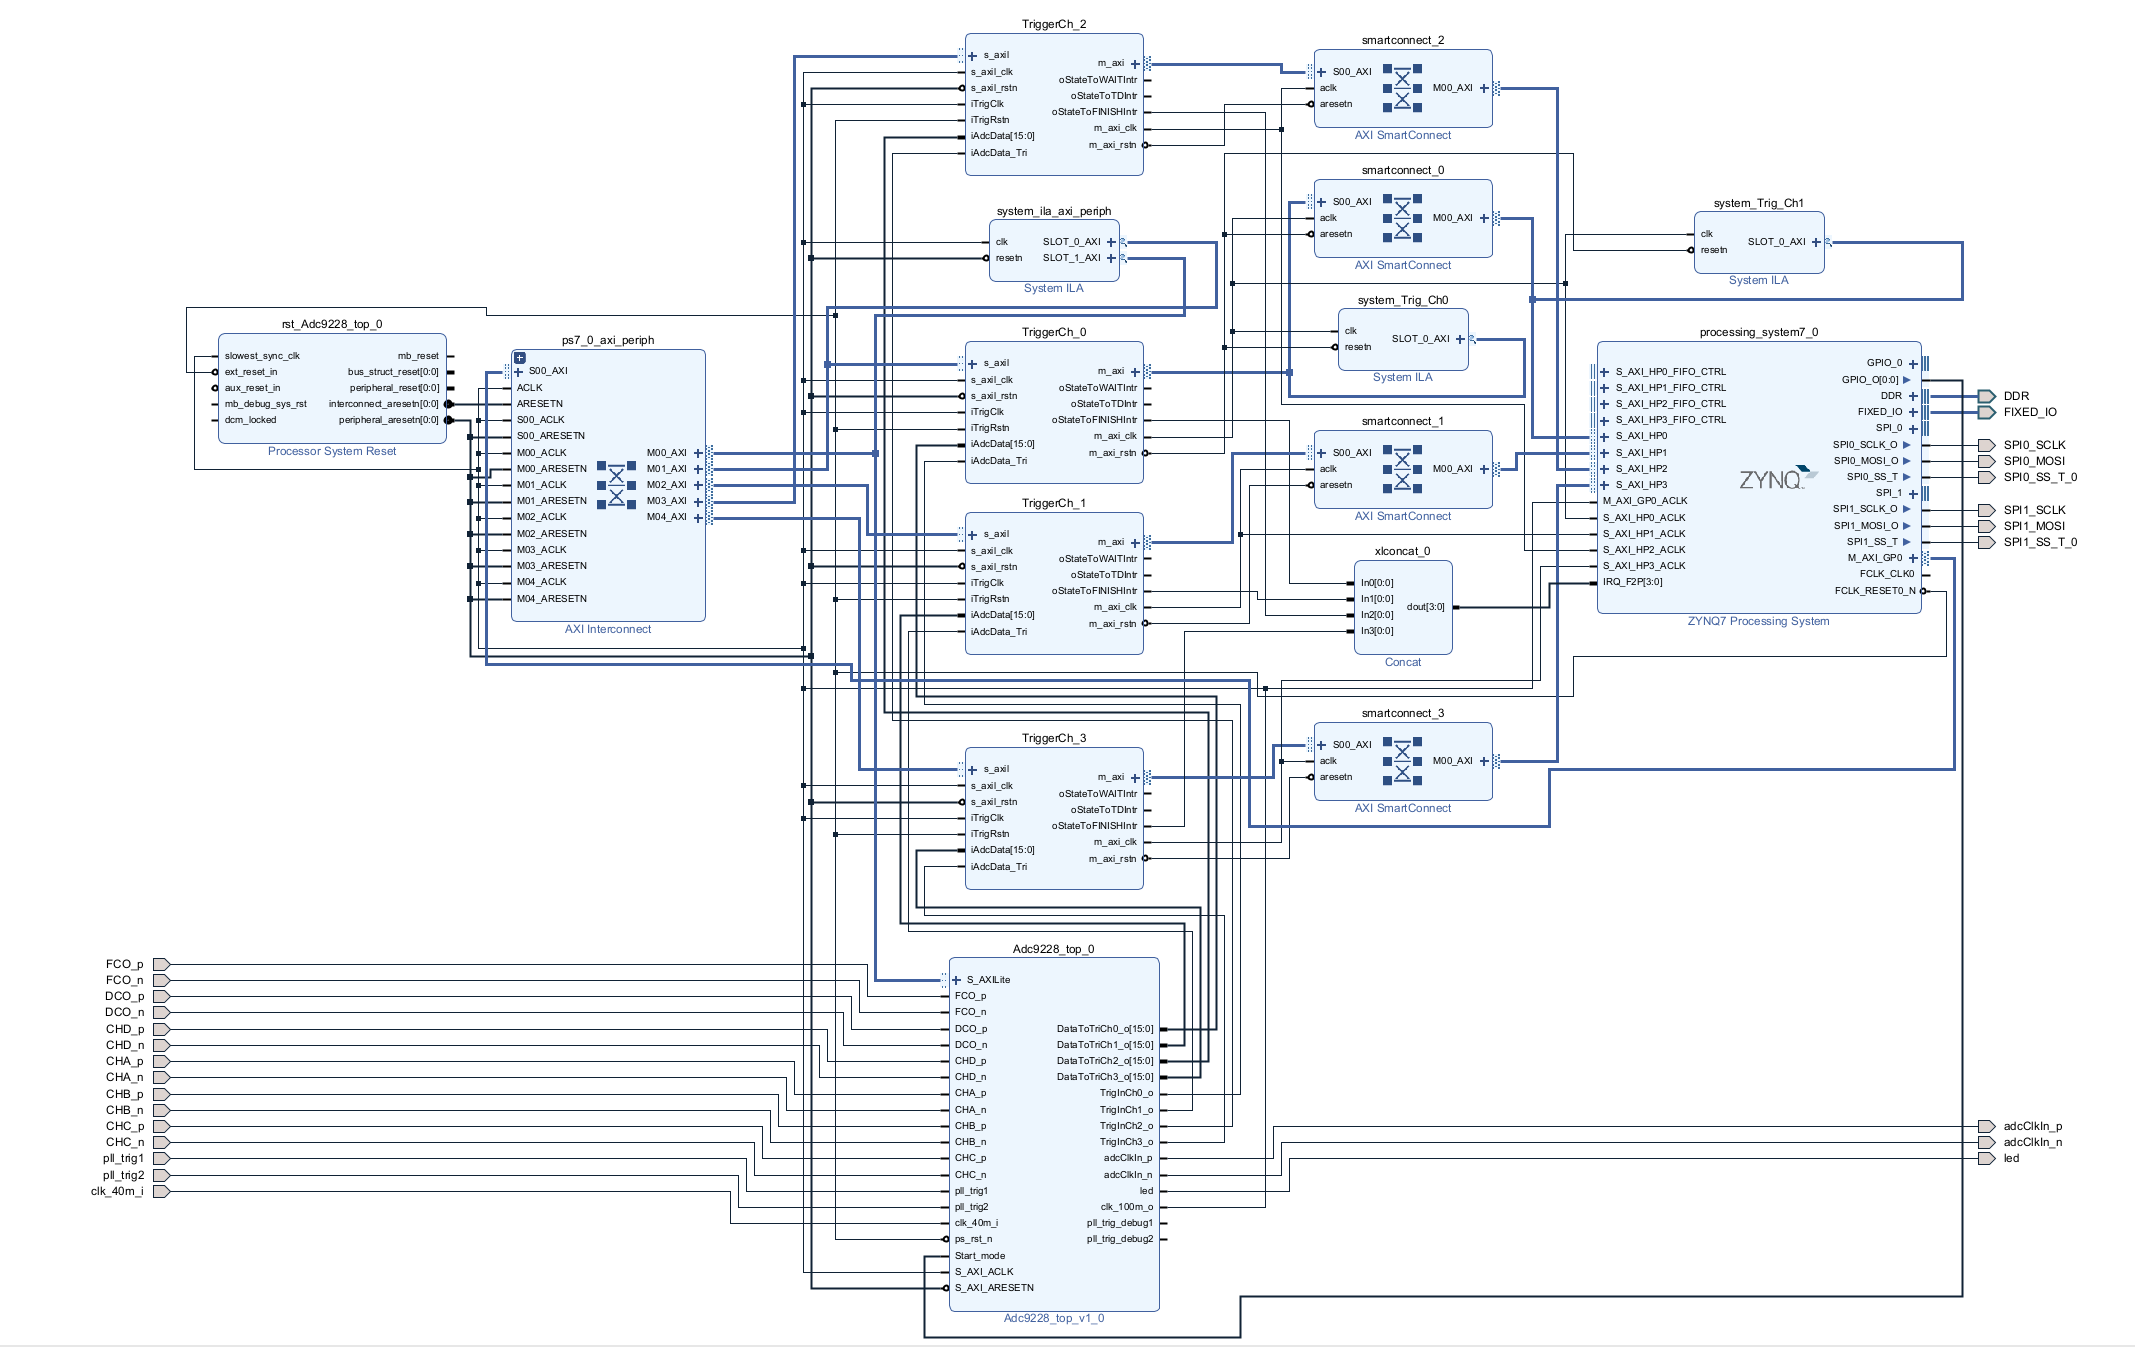 TriggerCh_2
s_axil
s_axil_clk
s_axil_rstn
iTrigClk
iTrigRstn
iAdcData[15:0]
iAdcData_Tri
m_axi
oStateToWAITIntr
oStateToTDIntr
oStateToFINISHIntr
m_axi_clk
m_axi_rstn
smartconnect_2
S00_AXI
aclk
aresetn
M00_AXI
AXI SmartConnect
smartconnect_0
S00_AXI
aclk
aresetn
M00_AXI
AXI SmartConnect
system_ila_axi_periph
clk
resetn
SLOT_0_AXI
SLOT_1_AXI
System ILA
system_Trig_Ch1
clk
resetn
SLOT_0_AXI
System ILA
system_Trig_Ch0
clk
resetn
SLOT_0_AXI
System ILA
rst_Adc9228_top_0
slowest_sync_clk
ext_reset_in
aux_reset_in
mb_debug_sys_rst
dcm_locked
mb_reset
bus_struct_reset[0:0]
peripheral_reset[0:0]
interconnect_aresetn[0:0]
peripheral_aresetn[0:0]
Processor System Reset
ps7_0_axi_periph
S00_AXI
ACLK
ARESETN
S00_ACLK
S00_ARESETN
M00_ACLK
M00_ARESETN
M01_ACLK
M01_ARESETN
M02_ACLK
M02_ARESETN
M03_ACLK
M03_ARESETN
M04_ACLK
M04_ARESETN
M00_AXI
M01_AXI
M02_AXI
M03_AXI
M04_AXI
AXI Interconnect
TriggerCh_0
s_axil
s_axil_clk
s_axil_rstn
iTrigClk
iTrigRstn
iAdcData[15:0]
iAdcData_Tri
m_axi
oStateToWAITIntr
oStateToTDIntr
oStateToFINISHIntr
m_axi_clk
m_axi_rstn
smartconnect_1
S00_AXI
aclk
aresetn
M00_AXI
AXI SmartConnect
processing_system7_0
S_AXI_HP0_FIFO_CTRL
S_AXI_HP1_FIFO_CTRL
S_AXI_HP2_FIFO_CTRL
S_AXI_HP3_FIFO_CTRL
S_AXI_HP0
S_AXI_HP1
S_AXI_HP2
S_AXI_HP3
M_AXI_GP0_ACLK
S_AXI_HP0_ACLK
S_AXI_HP1_ACLK
S_AXI_HP2_ACLK
S_AXI_HP3_ACLK
IRQ_F2P[3:0]
ZYNQ
GPIO_0
GPIO_O[0:0]
DDR
FIXED_IO
SPI_0
SPI0_SCLK_O
SPI0_MOSI_O
SPI0_SS_T
SPI_1
SPI1_SCLK_O
SPI1_MOSI_O
SPI1_SS_T
M_AXI_GP0
FCLK_CLK0
FCLK_RESET0_N
ZYNQ7 Processing System
DDR
FIXED_IO
SPI0_SCLK
SPI0_MOSI
SPI0_SS_T_0
SPI1_SCLK
SPI1_MOSI
SPI1_SS_T_0
TriggerCh_1
s_axil
s_axil_clk
s_axil_rstn
iTrigClk
iTrigRstn
iAdcData[15:0]
iAdcData_Tri
m_axi
oStateToWAITIntr
oStateToTDIntr
oStateToFINISHIntr
m_axi_clk
m_axi_rstn
xlconcat_0
In0[0:0]
In1[0:0]
In2[0:0]
In3[0:0]
dout[3:0]
Concat
TriggerCh_3
s_axil
s_axil_clk
s_axil_rstn
iTrigClk
iTrigRstn
iAdcData[15:0]
iAdcData_Tri
m_axi
oStateToWAITIntr
oStateToTDIntr
oStateToFINISHIntr
m_axi_clk
m_axi_rstn
smartconnect_3
S00_AXI
aclk
aresetn
M00_AXI
AXI SmartConnect
FCO_p
FCO_n
DCO_p
DCO_n
CHD_p
CHD_n
CHA_p
CHA_n
CHB_p
CHB_n
CHC_p
CHC_n
pll_trig1
pll_trig2
clk_40m_i
Adc9228_top_0
S_AXILite
FCO_p
FCO_n
DCO_p
DCO_n
CHD_p
CHD_n
CHA_p
CHA_n
CHB_p
CHB_n
CHC_p
CHC_n
pll_trig1
pll_trig2
clk_40m_i
ps_rst_n
Start_mode
S_AXI_ACLK
S_AXI_ARESETN
DataToTriCh0_o[15:0]
DataToTriCh1_o[15:0]
DataToTriCh2_o[15:0]
DataToTriCh3_o[15:0]
TrigInCh0_o
TrigInCh1_o
TrigInCh2_o
TrigInCh3_o
adcClkIn_p
adcClkIn_n
led
clk_100m_o
pll_trig_debug1
pll_trig_debug2
Adc9228_top_v1_0
adcClkIn_p
adcClkIn_n
led